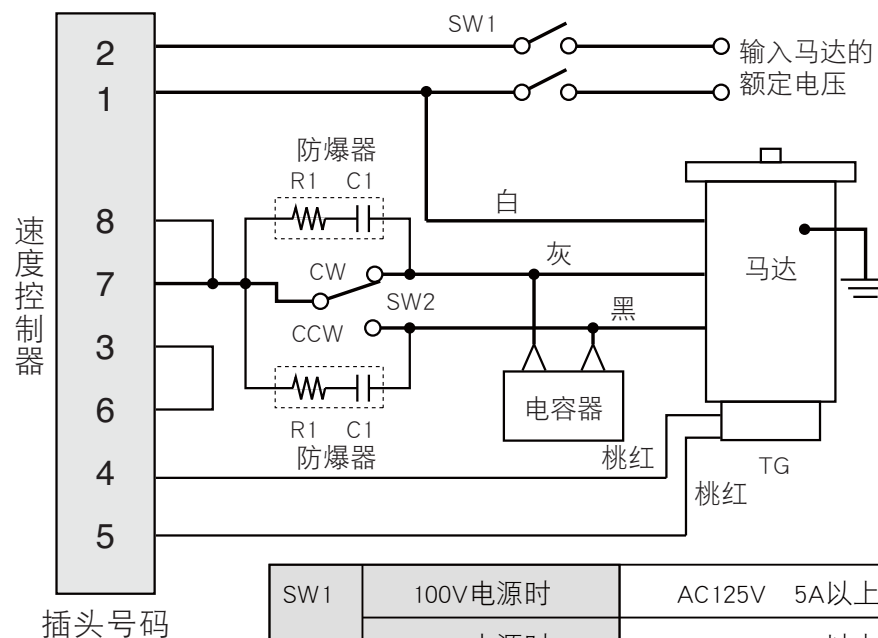 SW1
2
输入马达的
额定电压
1
防爆器
R1 C1
白
8
速度控制器
灰
马达
CW
7
SW2
黑
CCW
3
电容器
6
R1 C1
防爆器
桃红
TG
4
桃红
5
SW1 100V电源时 AC125V 5A以上
插头号码